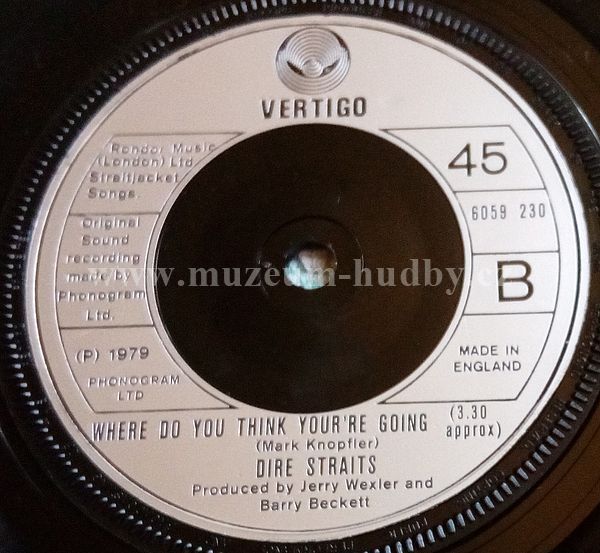 VERTIGO
Rondor Music
(London) Ltd
Straitjacket
Songs.
45
6059 230
Original
Sound
recording
made by
Phonogram
Ltd.
B
www.muzeum-hudby.cz
(P) 1979
PHONOGRAM
LTD
MADE IN
ENGLAND
WHERE DO YOU THINK YOUR'RE GOING
(3.30
approx)
(Mark Knopfler)
DIRE STRAITS
Produced by Jerry Wexler and
Barry Beckett